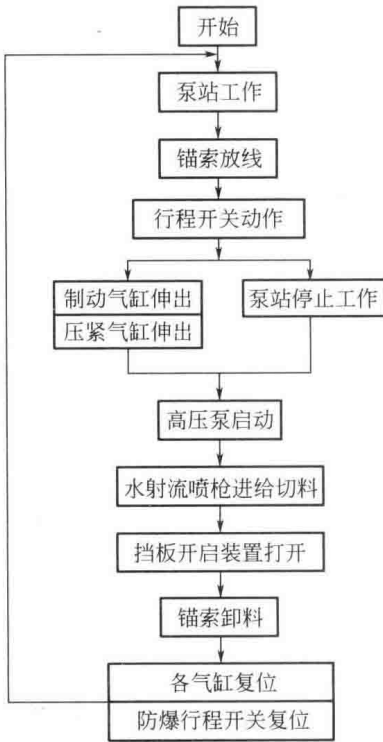 开始
泵站工作
锚索放线
行程开关动作
制动气缸伸出
压紧气缸伸出
泵站停止工作
高压泵启动
水射流喷枪进给切料
挡板开启装置打开
锚索卸料
各气缸复位
防爆行程开关复位